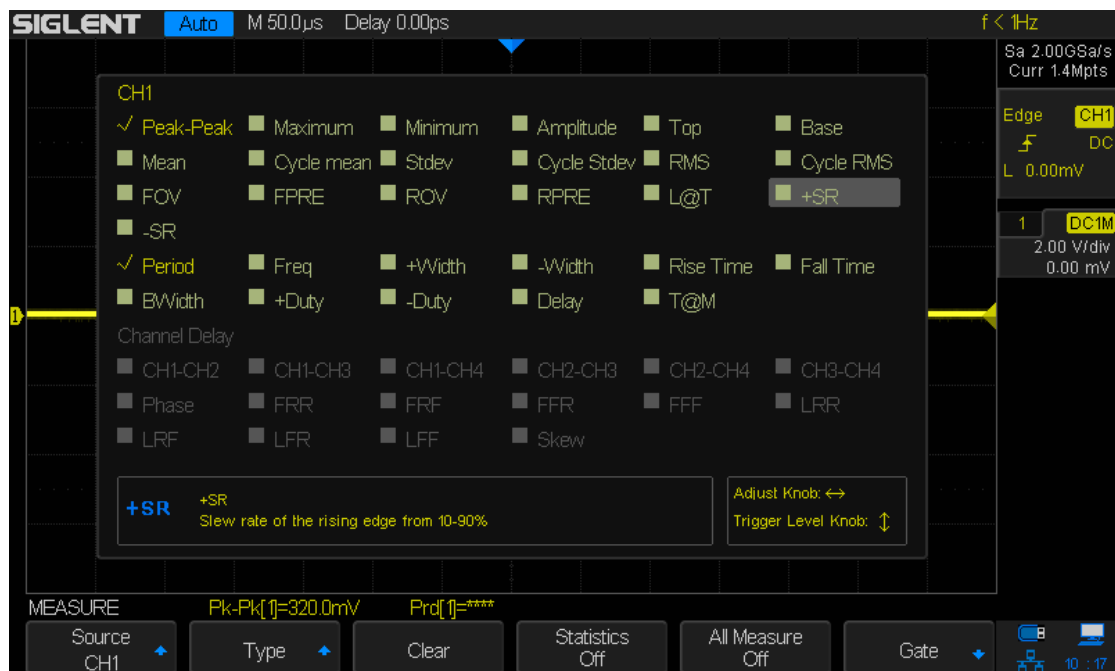 SIGLENT Auto M 50.0µs Delay 0.00ps f < 1Hz
Sa 2.00GSa/s
Curr 1.4Mpts
Edge CH1
DC
L 0.00mV
1 DC1M
2.00 V/div
0.00 mV
CH1
Peak-Peak Maximum Minimum Amplitude Top Base
Mean Cycle mean Stdev Cycle Stdev RMS Cycle RMS
FOV FPRE ROV RPRE L@T +SR
-SR
Period Freq +Width -Width Rise Time Fall Time
BWidth +Duty -Duty Delay T@M
1
Channel Delay
CH1-CH2 CH1-CH3 CH1-CH4 CH2-CH3 CH2-CH4 CH3-CH4
Phase FRR FRF FFR FFF LRR
LRF LFR LFF Skew
+SR
+SR
Slew rate of the rising edge from 10-90%
Adjust Knob: ↔
Trigger Level Knob: ↕
MEASURE Pk-Pk[1]=320.0mV Prd[1]=****
Source
CH1
Type
Clear
Statistics
Off
All Measure
Off
Gate
10 : 17